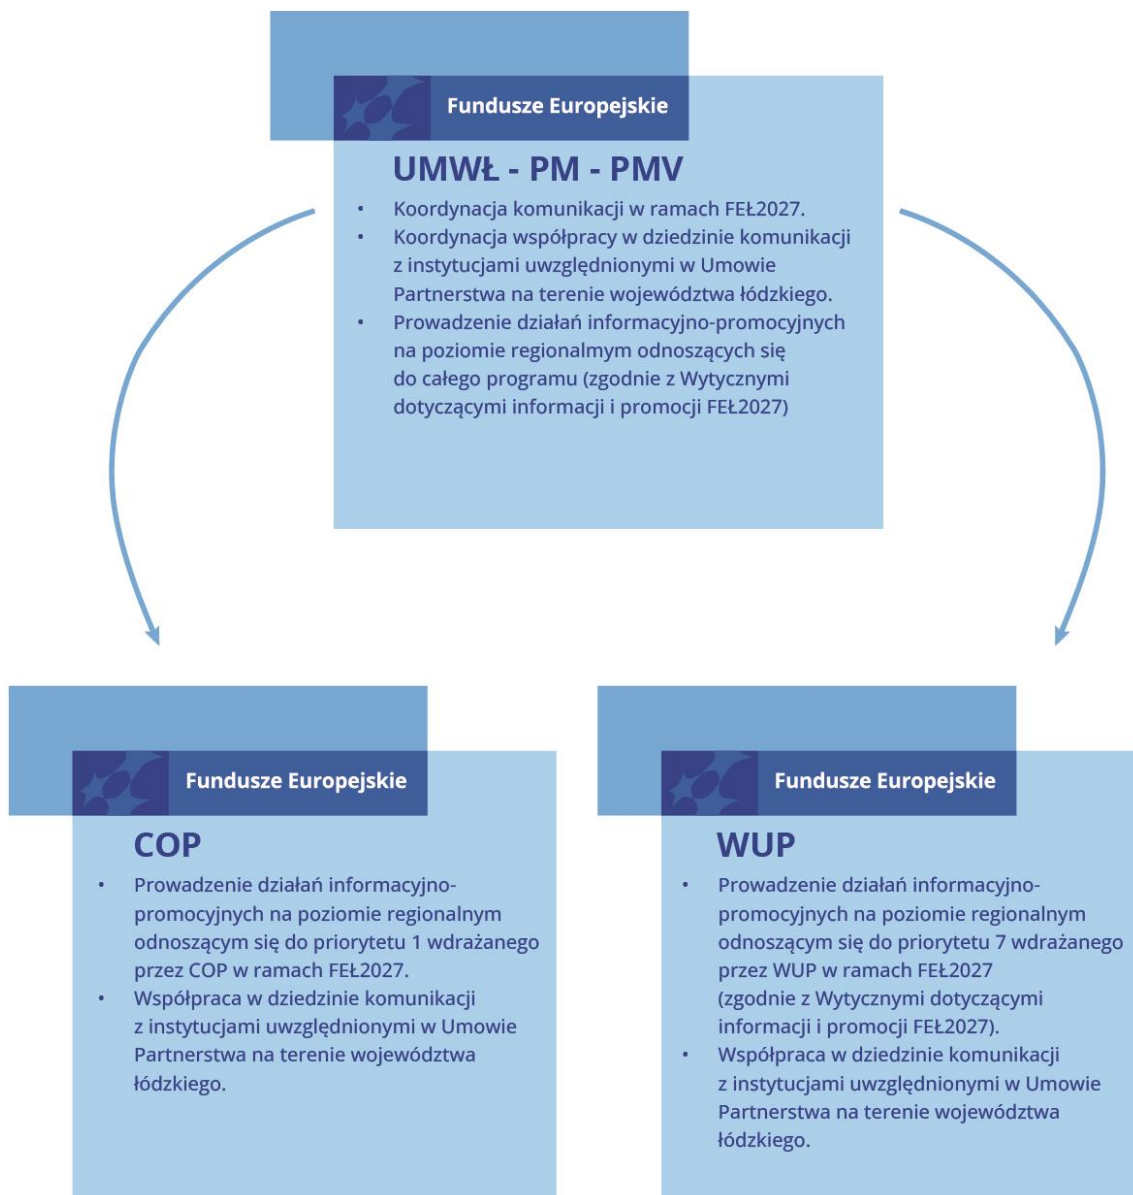 Fundusze Europejskie
UMWŁ - PM - PMV
• Koordynacja komunikacji w ramach FEŁ2027.
• Koordynacja współpracy w dziedzinie komunikacji
z instytucjami uwzględnionymi w Umowie
Partnerstwa na terenie województwa łódzkiego.
• Prowadzenie działań informacyjno-promocyjnych
na poziomie regionalmym odnoszących się
do całego programu (zgodnie z Wytycznymi
dotyczącymi informacji i promocji FEŁ2027)
Fundusze Europejskie
COP
• Prowadzenie działań informacyjno-
promocyjnych na poziomie regionalnym
odnoszącym się do priorytetu 1 wdrażanego
przez COP w ramach FEŁ2027.
• Współpraca w dziedzinie komunikacji
z instytucjami uwzględnionymi w Umowie
Partnerstwa na terenie województwa
łódzkiego.
Fundusze Europejskie
WUP
• Prowadzenie działań informacyjno-
promocyjnych na poziomie regionalnym
odnoszącym się do priorytetu 7 wdrażanego
przez WUP w ramach FEŁ2027
(zgodnie z Wytycznymi dotyczącymi
informacji i promocji FEŁ2027).
• Współpraca w dziedzinie komunikacji
z instytucjami uwzględnionymi w Umowie
Partnerstwa na terenie województwa
łódzkiego.